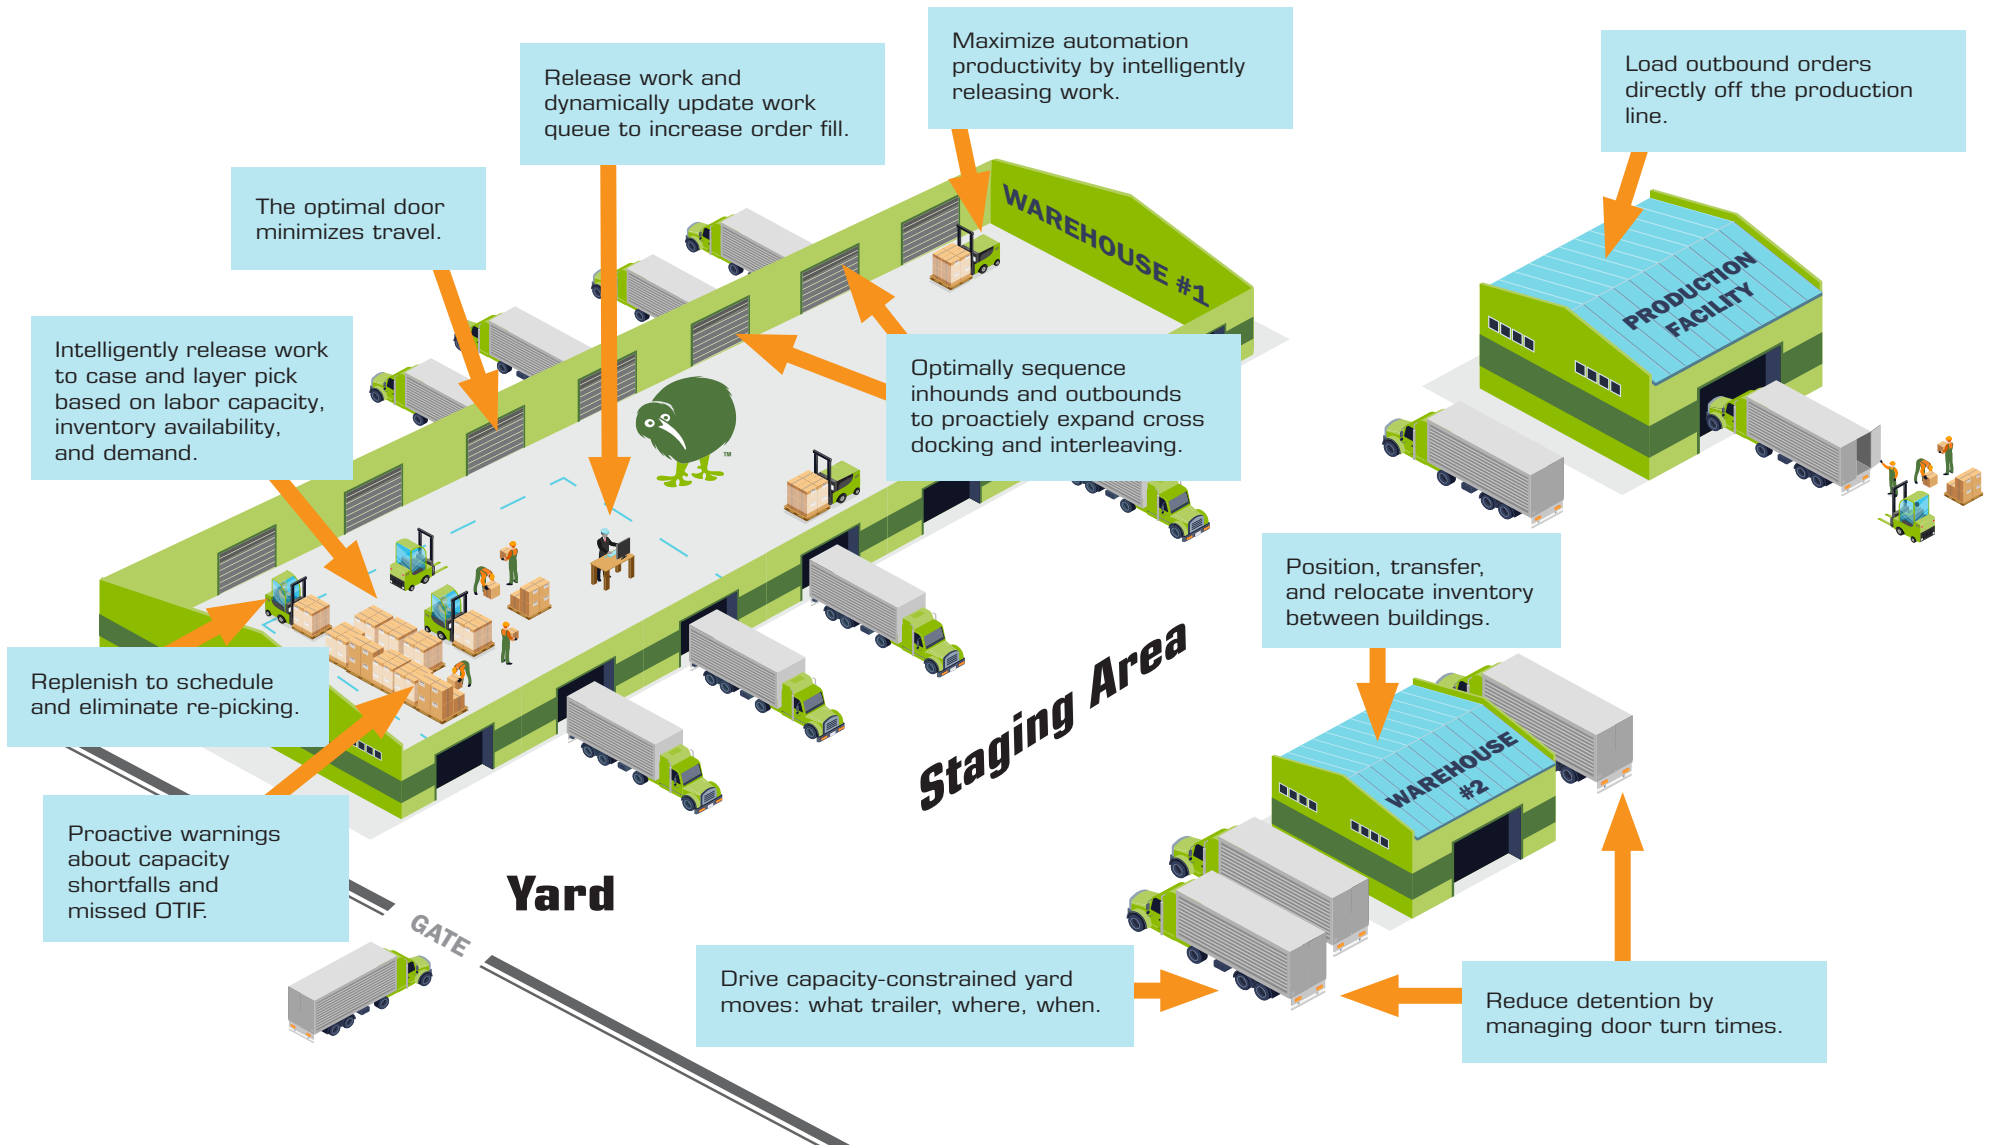 Maximize automation
productivity by intelligently
releasing work.
Release work and
dynamically update work
queue to increase order fill.
Load outbound orders
directly off the production
line.
The optimal door
minimizes travel.
WAREHOUSE #1
PRODUCTION
FACILITY
Intelligently release work
to case and layer pick
based on labor capacity,
inventory availability,
and demand.
Optimally sequence
inhounds and outbounds
to proactiely expand cross
docking and interleaving.
TM
Position, transfer,
and relocate inventory
between buildings.
Staging Area
Replenish to schedule
and eliminate re-picking.
WAREHOUSE
#2
Proactive warnings
about capacity
shortfalls and
missed OTIF.
Yard
GATE
Drive capacity-constrained yard
moves: what trailer, where, when.
Reduce detention by
managing door turn times.